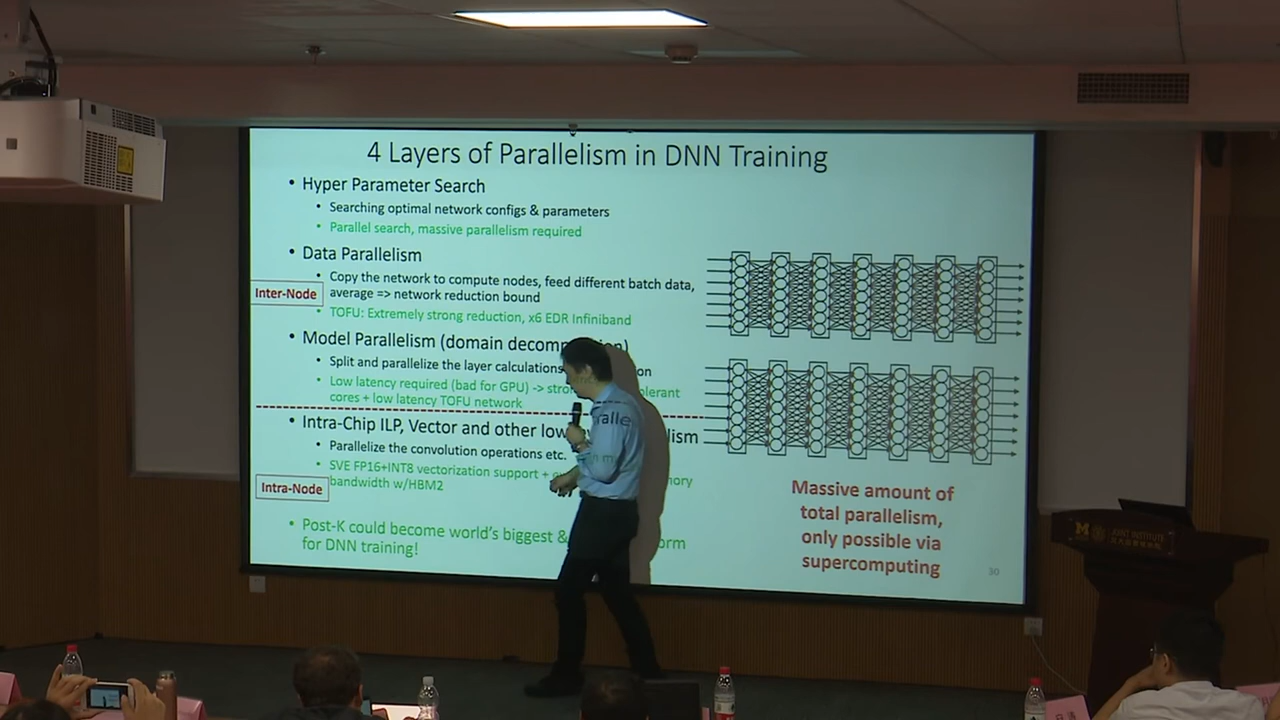 4 Layers of Parallelism in DNN Training
• Hyper Parameter Search
• Searching optimal network configs & parameters
• Parallel search, massive parallelism required
• Data Parallelism
• Copy the network to compute nodes, feed different batch data,
average => network reduction bound
• TOFU: Extremely strong reduction, x6 EDR Infiniband
Inter-Node
• Model Parallelism (domain
• Split and parallelize the layer calculations
• Low latency required (bad for GPU) ->
cores + low latency TOFU network
• Intra-Chip ILP, Vector and other
• Parallelize the convolution operations etc.
• SVE FP16+INT8 vectorization support +
bandwidth w/HBM2
Intra-Node
• Post-K could become world's biggest &
for DNN training!
Massive amount of
total parallelism,
only possible via
supercomputing
30
M
JOINT INSTITUTE